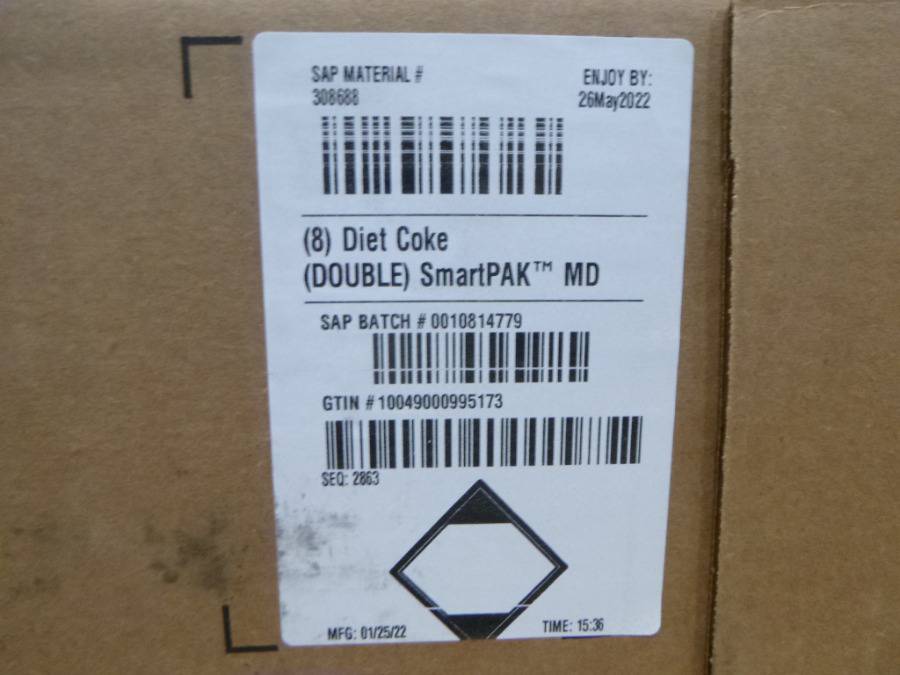 SAP MATERIAL #
308688
ENJOY BY:
26May2022
(8) Diet Coke
(DOUBLE) SmartPAK™ MD
SAP BATCH # 0010814779
GTIN # 10049000995173
SEQ: 2863
MFG: 01/25/22
TIME: 15:36